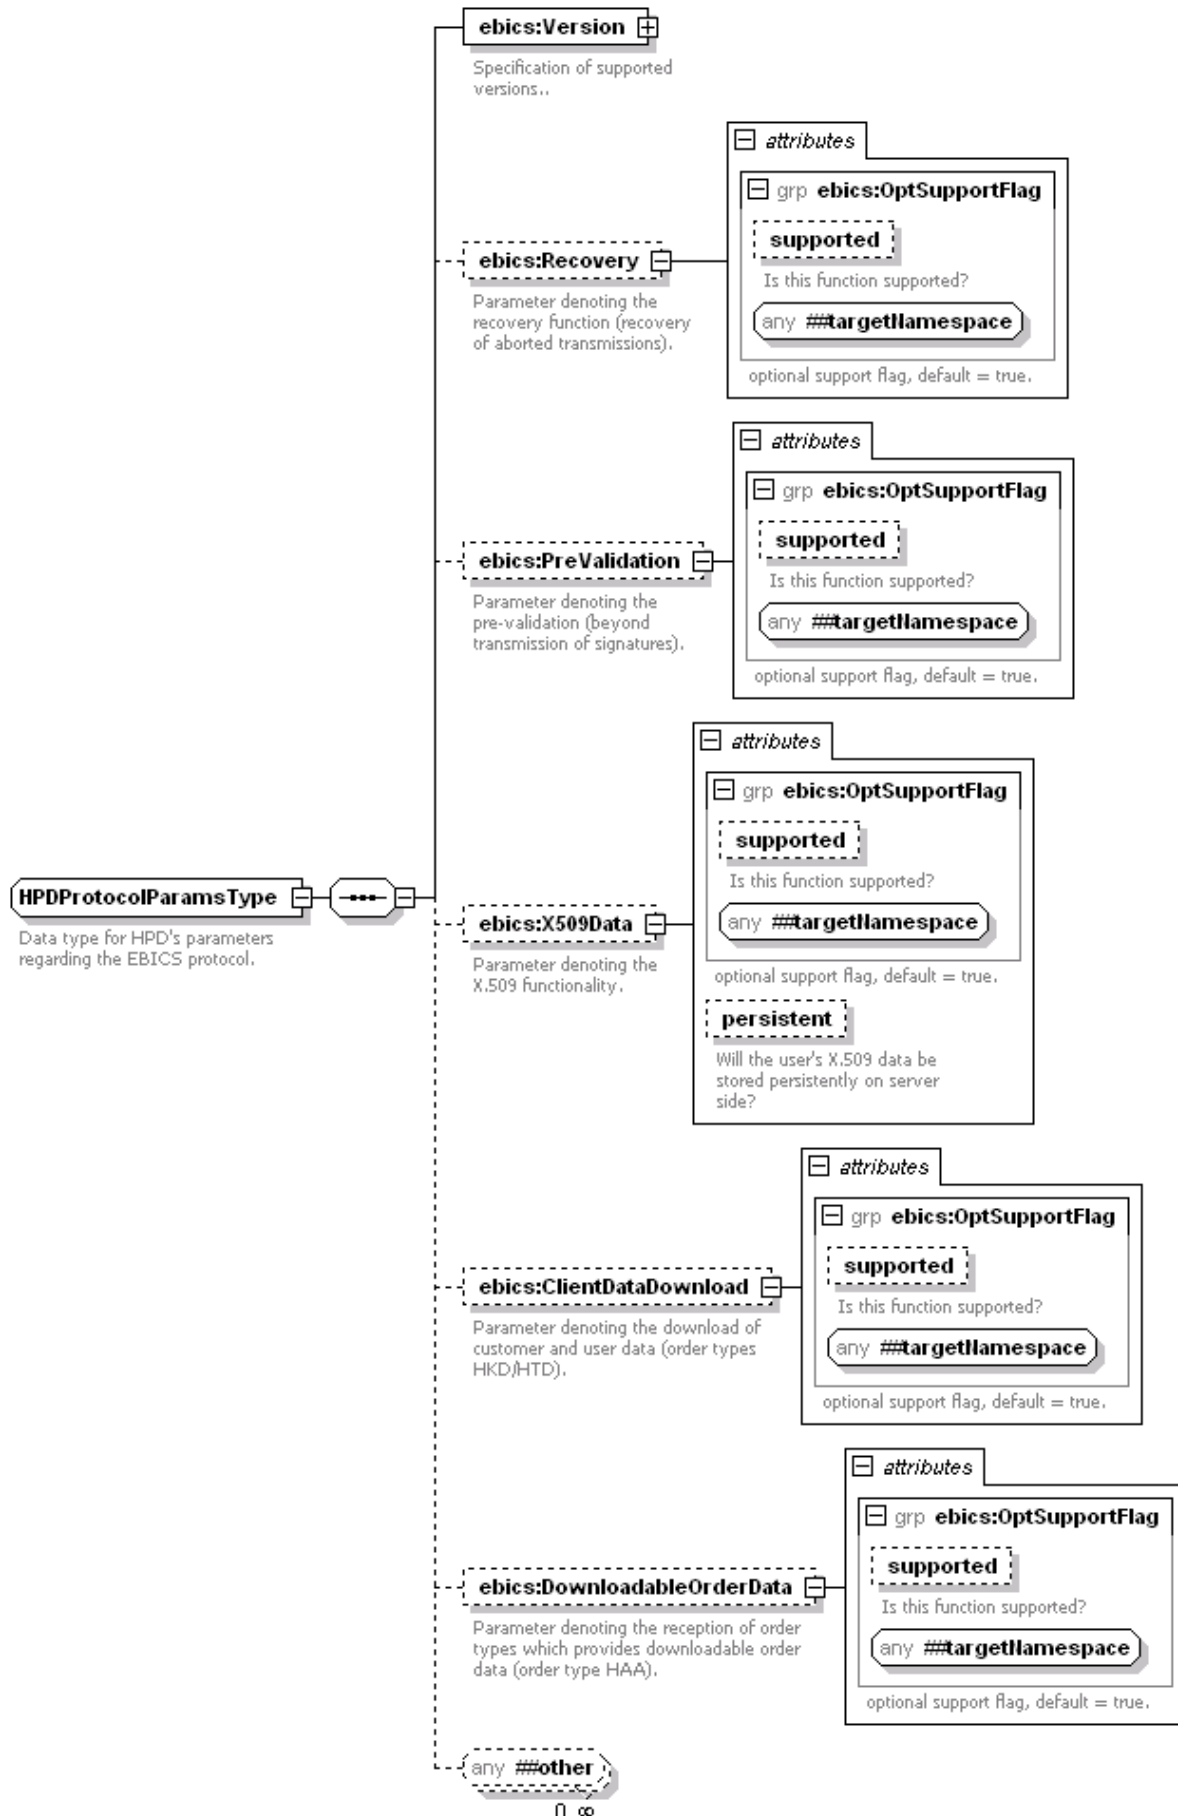 ebics:Version
Specification of supported
versions..
attributes
grp ebics:OptSupportFlag
supported
Is this function supported?
any ##targetNamespace
optional support flag, default = true.
ebics:Recovery
Parameter denoting the
recovery function (recovery
of aborted transmissions).
attributes
grp ebics:OptSupportFlag
supported
Is this function supported?
any ##targetNamespace
optional support flag, default = true.
ebics:PreValidation
Parameter denoting the
pre-validation (beyond
transmission of signatures).
attributes
grp ebics:OptSupportFlag
supported
Is this function supported?
any ##targetNamespace
optional support flag, default = true.
persistent
Will the user's X.509 data be
stored persistently on server
side?
HPDProtocolParamsType
Data type for HPD's parameters
regarding the EBICS protocol.
ebics:X509Data
Parameter denoting the
X.509 functionality.
attributes
grp ebics:OptSupportFlag
supported
Is this function supported?
any ##targetNamespace
optional support flag, default = true.
ebics:ClientDataDownload
Parameter denoting the download of
customer and user data (order types
HKD/HTD).
attributes
grp ebics:OptSupportFlag
supported
Is this function supported?
any ##targetNamespace
optional support flag, default = true.
ebics:DownloadableOrderData
Parameter denoting the reception of order
types which provides downloadable order
data (order type HAA).
any ##other
0..∞